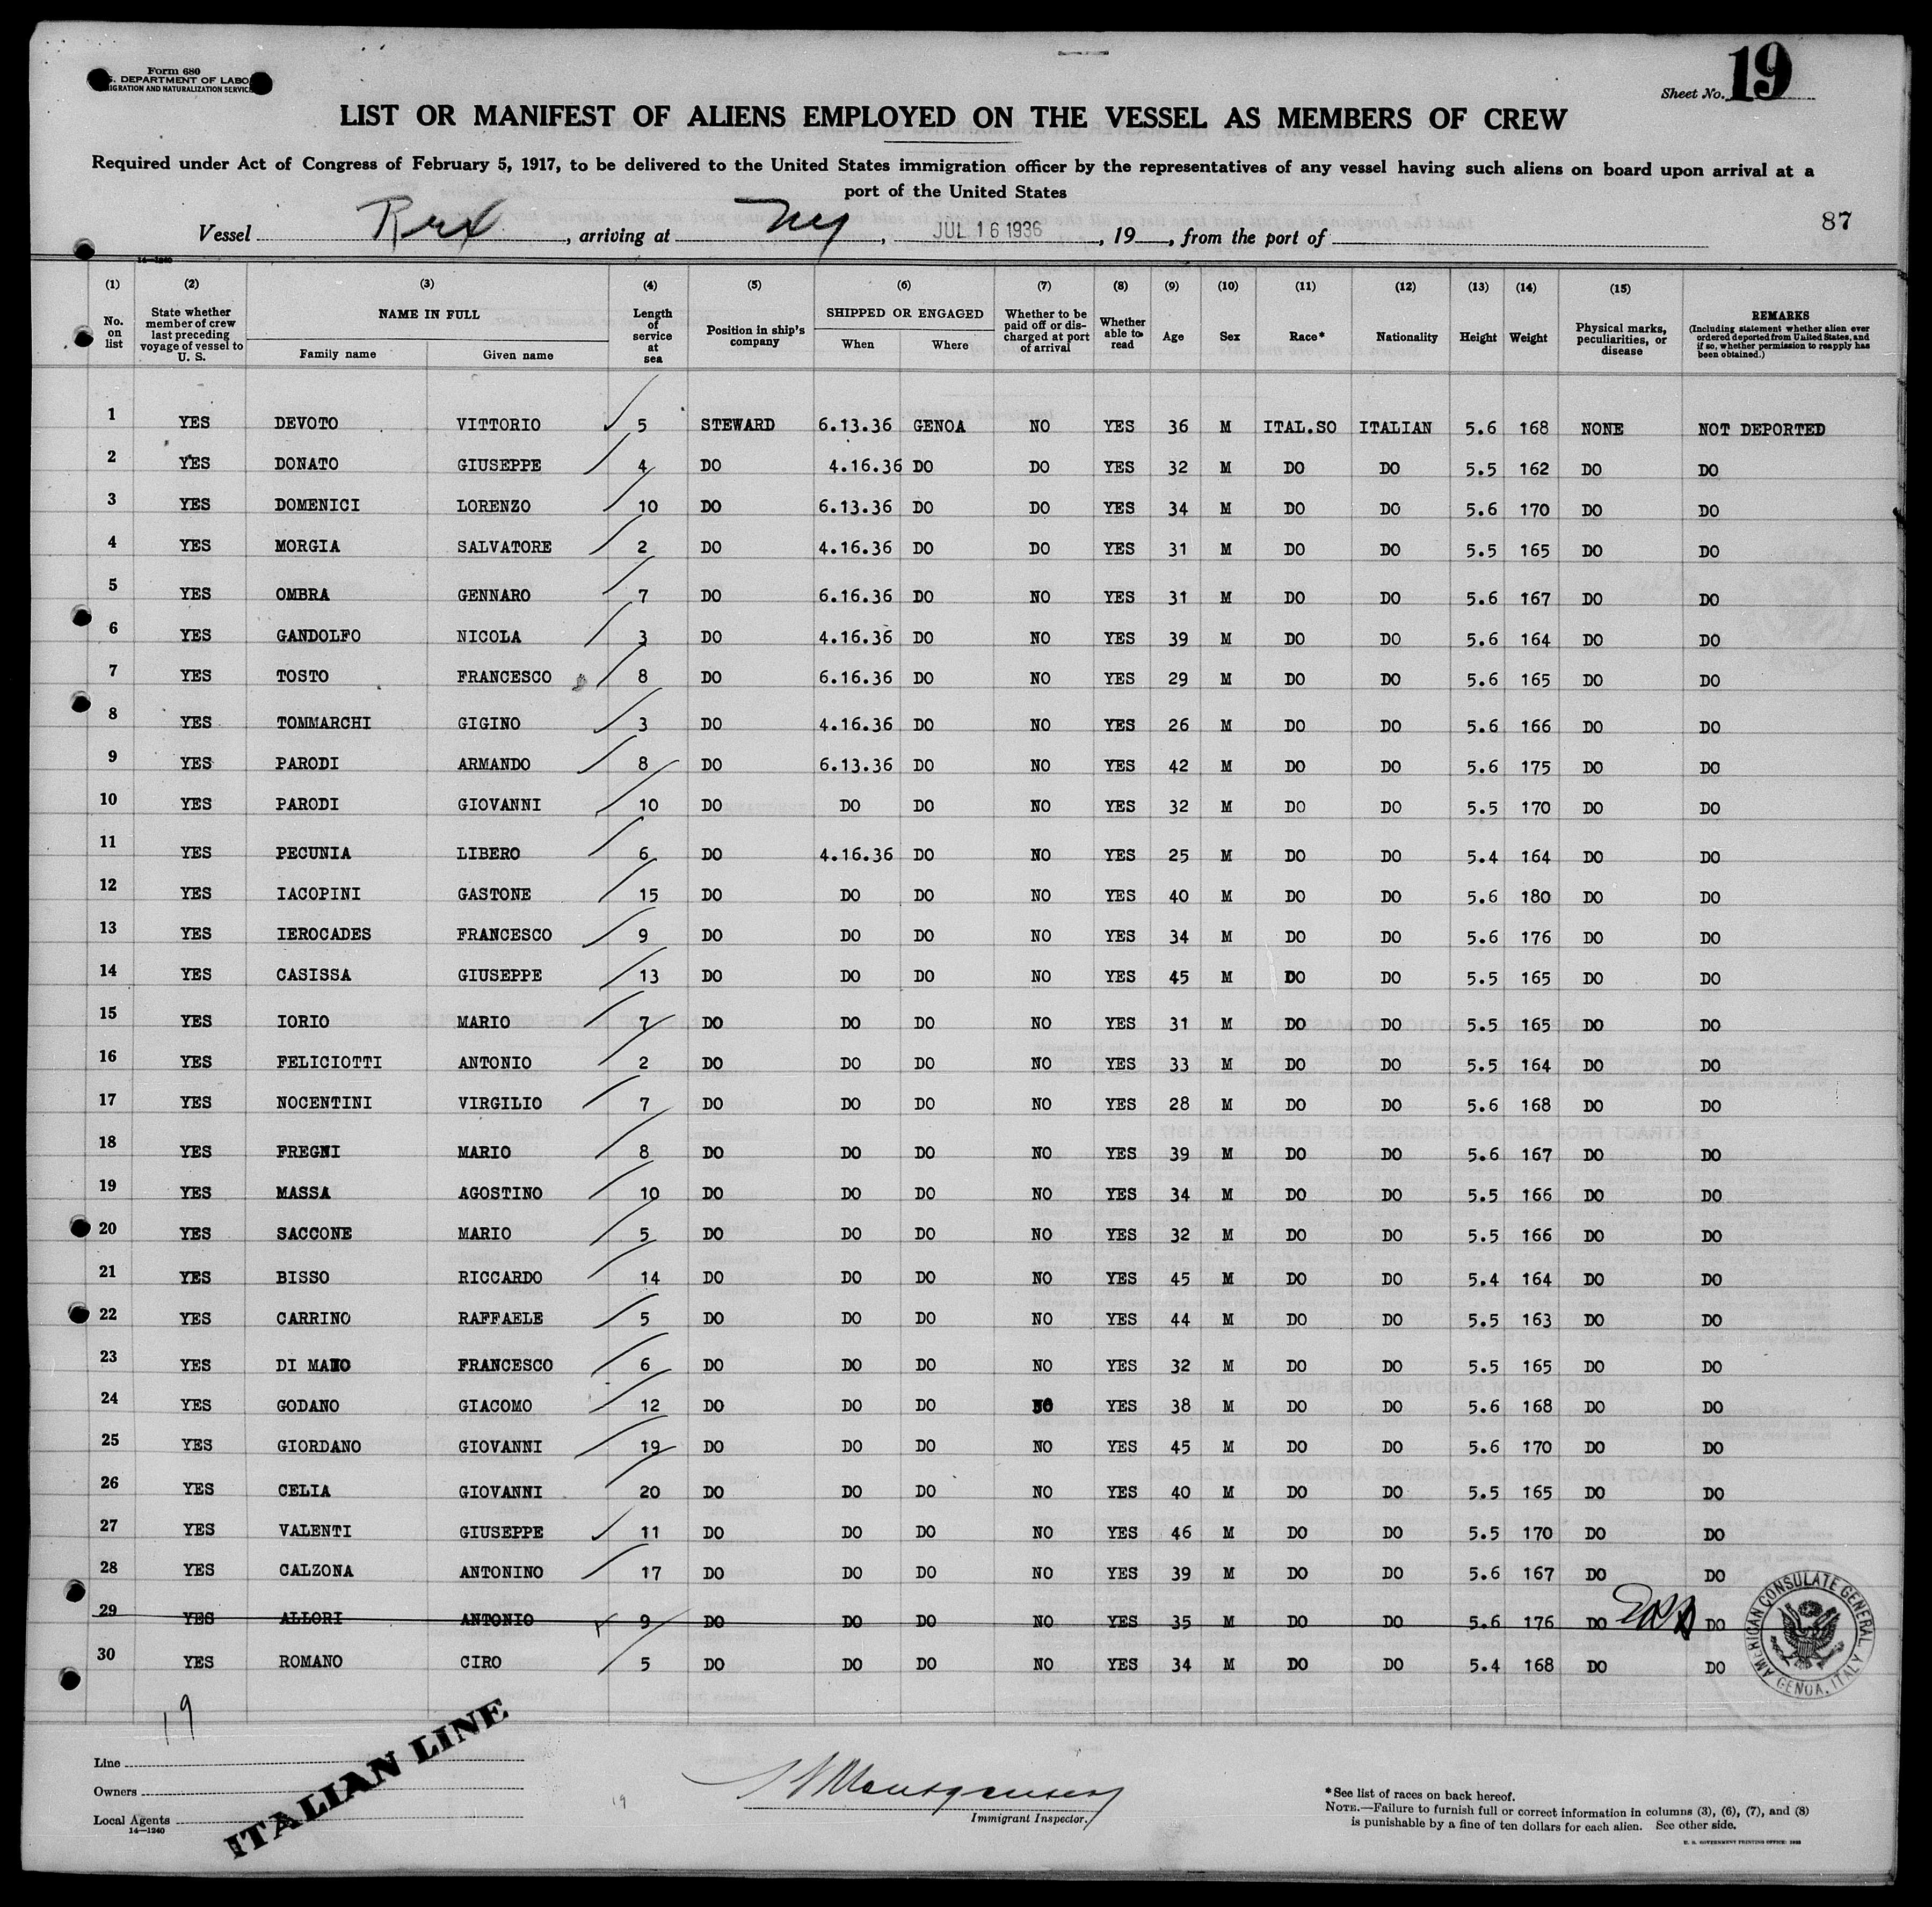 Form 680
U. S. DEPARTMENT OF LABOR
IMMIGRATION AND NATURALIZATION SERVICE
Sheet No. 19
LIST OR MANIFEST OF ALIENS EMPLOYED ON THE VESSEL AS MEMBERS OF CREW
Required under Act of Congress of February 5, 1917, to be delivered to the United States immigration officer by the representatives of any vessel having such aliens on board upon arrival at a
port of the United States
87
Vessel Rex, arriving at NY, JUL 16 1936, 19__, from the port of
14—1240
(1) (2) (3) (4) (5) (6) (7) (8) (9) (10) (11) (12) (13) (14) (15)
No. on list | State whether member of crew last preceding voyage of vessel to U. S. | NAME IN FULL Family name Given name | Length of service at sea | Position in ship's company | SHIPPED OR ENGAGED When Where | Whether to be paid off or discharged at port of arrival | Whether able to read | Age | Sex | Race* | Nationality | Height | Weight | Physical marks, peculiarities, or disease | REMARKS (Including statement whether alien ever ordered deported from United States, and if so, whether permission to reapply has been obtained.)
1 YES DEVOTO VITTORIO 5 STEWARD 6.13.36 GENOA NO YES 36 M ITAL.SO ITALIAN 5.6 168 NONE NOT DEPORTED
2 YES DONATO GIUSEPPE 4 DO 4.16.36 DO DO YES 32 M DO DO 5.5 162 DO DO
3 YES DOMENICI LORENZO 10 DO 6.13.36 DO DO YES 34 M DO DO 5.6 170 DO DO
4 YES MORGIA SALVATORE 2 DO 4.16.36 DO DO YES 31 M DO DO 5.5 165 DO DO
5 YES OMBRA GENNARO 7 DO 6.16.36 DO NO YES 31 M DO DO 5.6 167 DO DO
6 YES GANDOLFO NICOLA 3 DO 4.16.36 DO NO YES 39 M DO DO 5.6 164 DO DO
7 YES TOSTO FRANCESCO 8 DO 6.16.36 DO NO YES 29 M DO DO 5.6 165 DO DO
8 YES TOMMARCHI GIGINO 3 DO 4.16.36 DO NO YES 26 M DO DO 5.6 166 DO DO
9 YES PARODI ARMANDO 8 DO 6.13.36 DO NO YES 42 M DO DO 5.6 175 DO DO
10 YES PARODI GIOVANNI 10 DO DO DO NO YES 32 M DO DO 5.5 170 DO DO
11 YES PECUNIA LIBERO 6 DO 4.16.36 DO NO YES 25 M DO DO 5.4 164 DO DO
12 YES IACOPINI GASTONE 15 DO DO DO NO YES 40 M DO DO 5.6 180 DO DO
13 YES IEROCADES FRANCESCO 9 DO DO DO NO YES 34 M DO DO 5.6 176 DO DO
14 YES CASISSA GIUSEPPE 13 DO DO DO NO YES 45 M DO DO 5.5 165 DO DO
15 YES IORIO MARIO 7 DO DO DO NO YES 31 M DO DO 5.5 165 DO DO
16 YES FELICIOTTI ANTONIO 2 DO DO DO NO YES 33 M DO DO 5.5 164 DO DO
17 YES NOCENTINI VIRGILIO 7 DO DO DO NO YES 28 M DO DO 5.6 168 DO DO
18 YES FREGNI MARIO 8 DO DO DO NO YES 39 M DO DO 5.6 167 DO DO
19 YES MASSA AGOSTINO 10 DO DO DO NO YES 34 M DO DO 5.5 166 DO DO
20 YES SACCONE MARIO 5 DO DO DO NO YES 32 M DO DO 5.5 166 DO DO
21 YES BISSO RICCARDO 14 DO DO DO NO YES 45 M DO DO 5.4 164 DO DO
22 YES CARRINO RAFFAELE 5 DO DO DO NO YES 44 M DO DO 5.5 163 DO DO
23 YES DI FRANCESCO 6 DO DO DO NO YES 32 M DO DO 5.5 165 DO DO
24 YES GODANO GIACOMO 12 DO DO DO NO YES 38 M DO DO 5.6 168 DO DO
25 YES GIORDANO GIOVANNI 19 DO DO DO NO YES 45 M DO DO 5.6 170 DO DO
26 YES CELIA GIOVANNI 20 DO DO DO NO YES 40 M DO DO 5.5 165 DO DO
27 YES VALENTI GIUSEPPE 11 DO DO DO NO YES 46 M DO DO 5.5 170 DO DO
28 YES CALZONA ANTONINO 17 DO DO DO NO YES 39 M DO DO 5.6 167 DO DO
29 YES ALLORI ANTONIO 9 DO DO DO NO YES 35 M DO DO 5.6 176 DO DO
30 YES ROMANO CIRO 5 DO DO DO NO YES 34 M DO DO 5.4 168 DO DO
AMERICAN CONSULATE GENERAL GENOA, ITALY
19
Line
Owners
Local Agents
14—1240
ITALIAN LINE
19
Montgomery
Immigrant Inspector.
*See list of races on back hereof.
NOTE.—Failure to furnish full or correct information in columns (3), (6), (7), and (8)
is punishable by a fine of ten dollars for each alien. See other side.
U. S. GOVERNMENT PRINTING OFFICE: